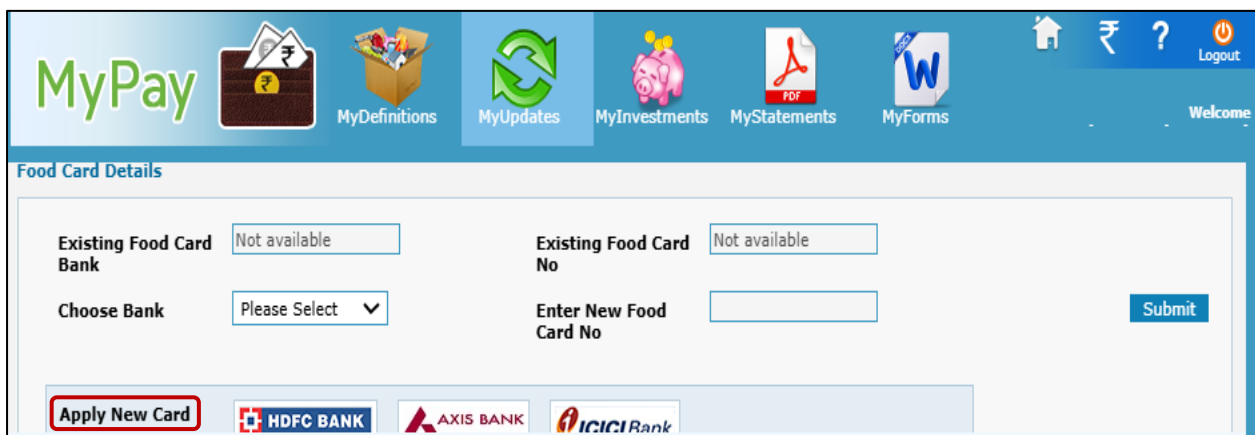 MyPay
MyDefinitions
MyUpdates
MyInvestments
PDF
MyStatements
DOCX
W
MyForms
₹
?
Logout
Welcome
Food Card Details
Existing Food Card Bank
Not available
Existing Food Card No
Not available
Choose Bank
Please Select
Enter New Food Card No
Submit
Apply New Card
HDFC BANK
AXIS BANK
ICICI Bank